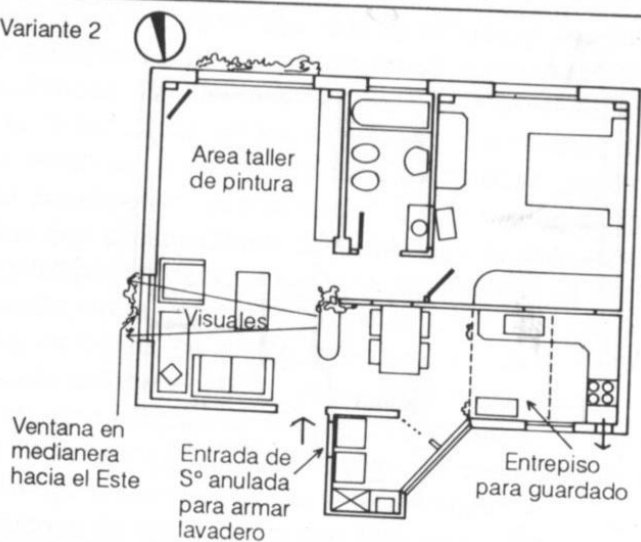 Variante 2
Area taller
de pintura
Visuales
Ventana en
medianera
hacia el Este
Entrada de
Sº anulada
para armar
lavadero
Entrepiso
para guardado